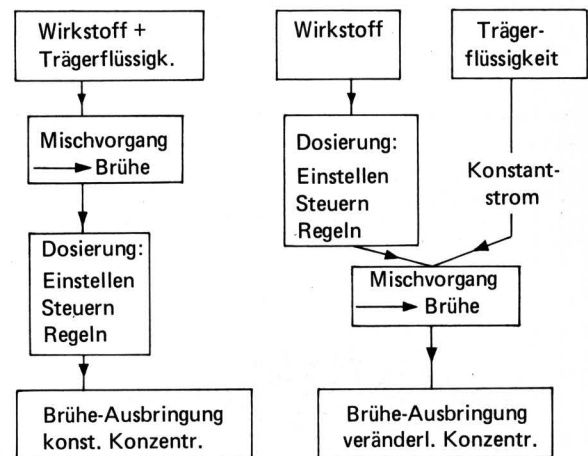 Wirkstoff +
Trägerflüssigk.
Mischvorgang
Brühe
Dosierung:
Einstellen
Steuern
Regeln
Brühe-Ausbringung
konst. Konzentr.
Wirkstoff
Träger-
flüssigkeit
Dosierung:
Einstellen
Steuern
Regeln
Konstant-
strom
Mischvorgang
Brühe
Brühe-Ausbringung
veränderl. Konzentr.